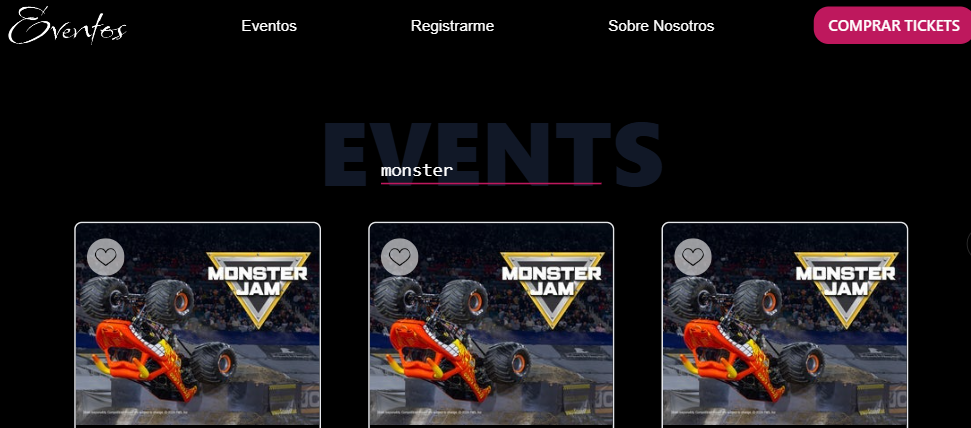 Eventos
Eventos
Registrarme
Sobre Nosotros
COMPRAR TICKETS
EVENTS
monster
MONSTER
JAM
MONSTER
JAM
MONSTER
JAM